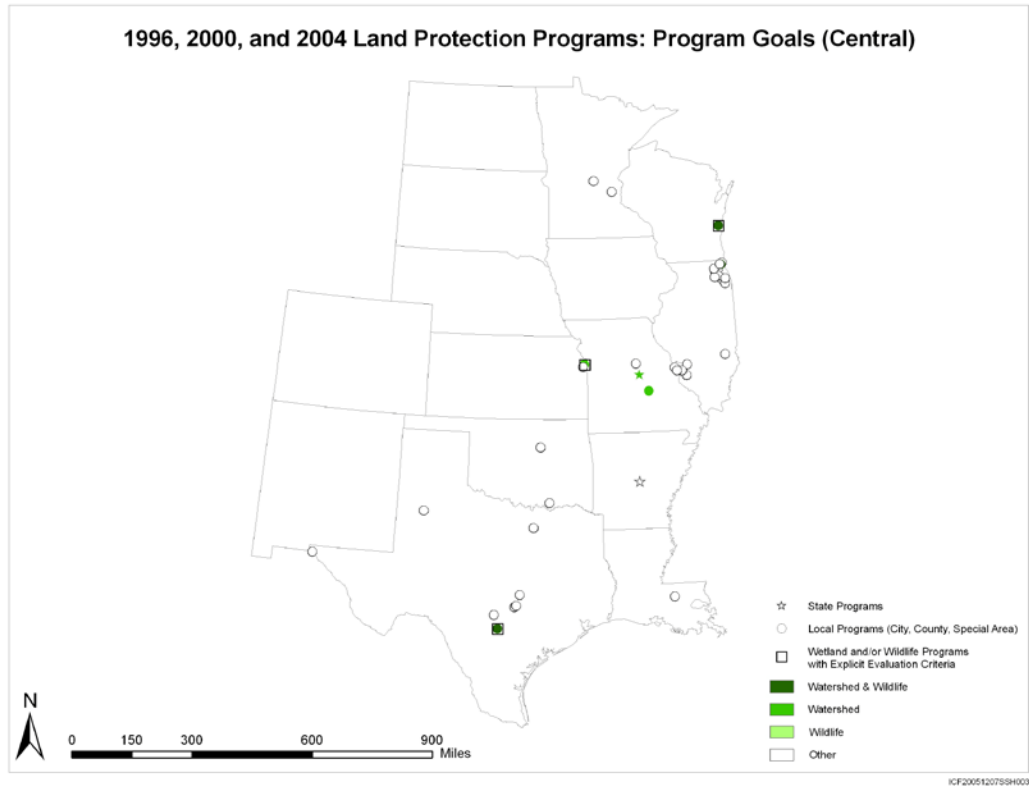 1996, 2000, and 2004 Land Protection Programs: Program Goals (Central)
State Programs
Local Programs (City, County, Special Area)
Wetland and/or Wildlife Programs
with Explicit Evaluation Criteria
Watershed & Wildlife
Watershed
Wildlife
Other
N
0 150 300 600 900
Miles
ICF20051207SSH003